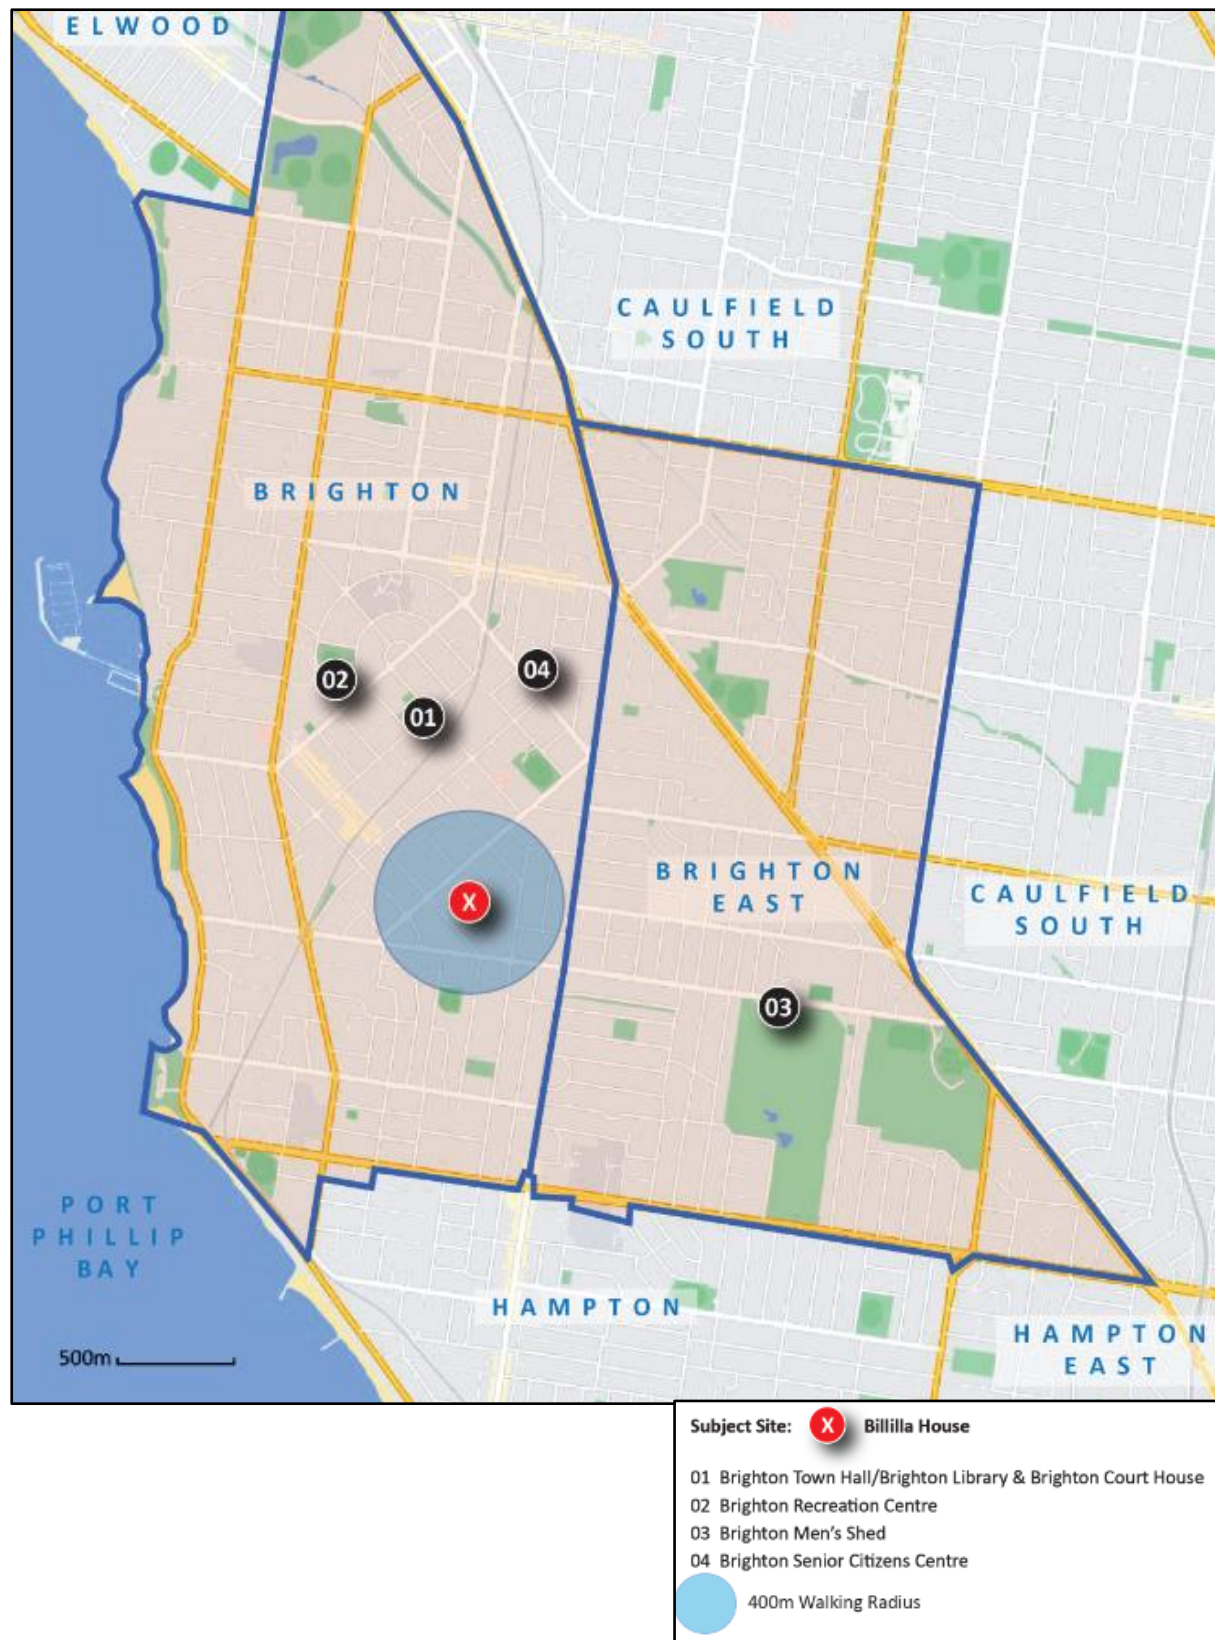 ELWOOD
CAULFIELD
SOUTH
BRIGHTON
02
04
01
BRIGHTON
EAST
CAULFIELD
SOUTH
X
03
PORT
PHILLIP
BAY
HAMPTON
HAMPTON
EAST
500m
Subject Site: X Billilla House
01 Brighton Town Hall/Brighton Library & Brighton Court House
02 Brighton Recreation Centre
03 Brighton Men's Shed
04 Brighton Senior Citizens Centre
400m Walking Radius